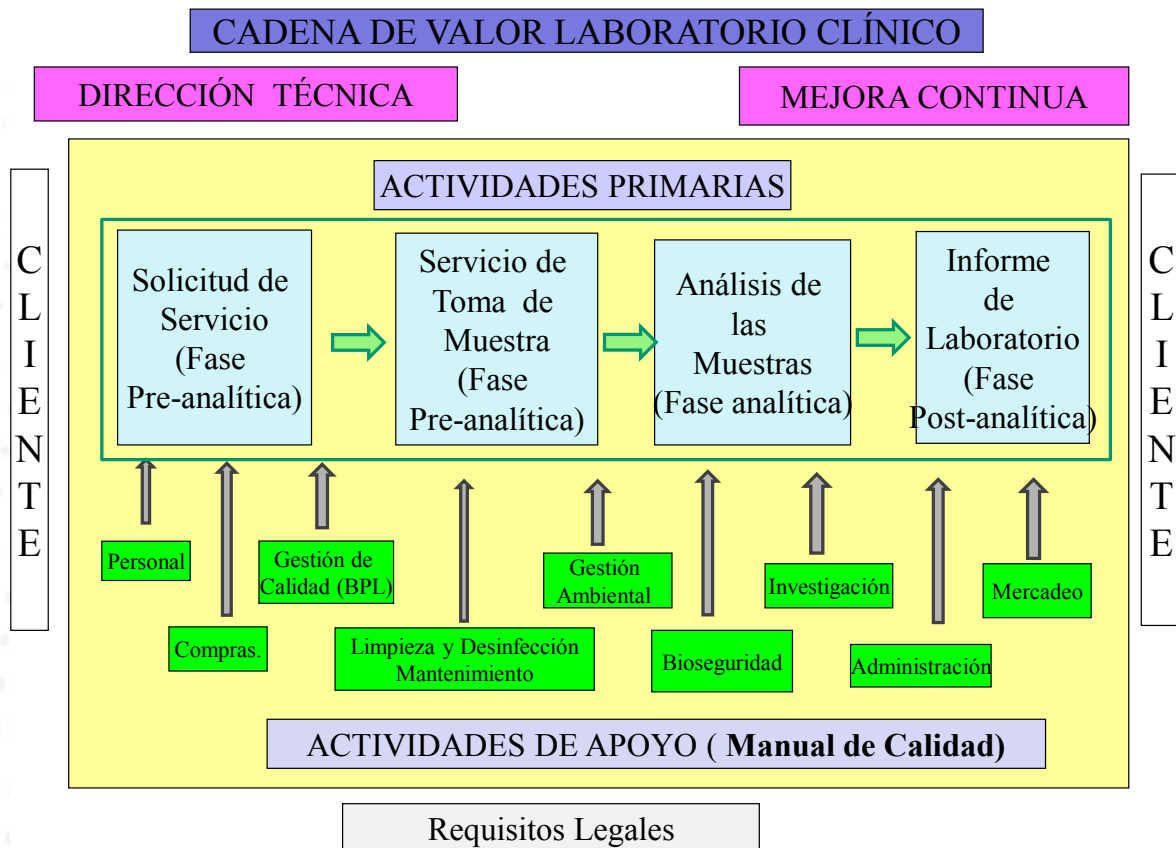 CADENA DE VALOR LABORATORIO CLÍNICO
DIRECCIÓN TÉCNICA
MEJORA CONTINUA
CLIENTE
ACTIVIDADES PRIMARIAS
Solicitud de
Servicio
(Fase
Pre-analítica)
Servicio de
Toma de
Muestra
(Fase
Pre-analítica)
Análisis de
las
Muestras
(Fase analítica)
Informe
de
Laboratorio
(Fase
Post-analítica)
CLIENTE
Personal
Compras.
Gestión de
Calidad (BPL)
Limpieza y Desinfección
Mantenimiento
Gestión
Ambiental
Bioseguridad
Investigación
Administración
Mercadeo
ACTIVIDADES DE APOYO ( Manual de Calidad)
Requisitos Legales